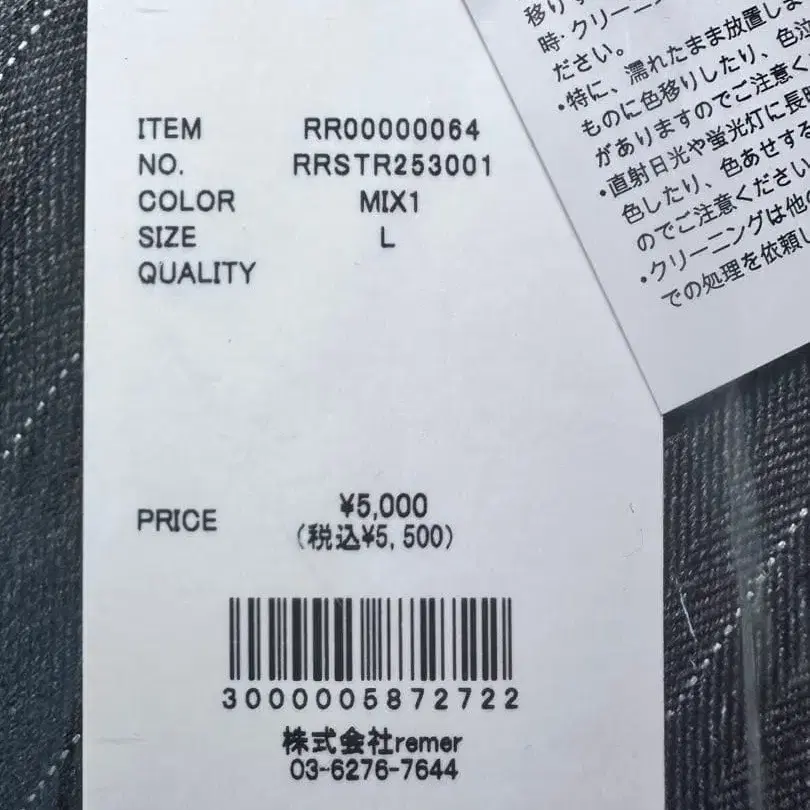 ITEM RR00000064
NO. RRSTR253001
COLOR MIX1
SIZE L
QUALITY
PRICE ¥5,000
(税込¥5,500)
3000005872722
株式会社remer
03-6276-7644
移り
時・クリーニン
ださい。
・特に、濡れたまま放置しま
ものに色移りしたり、色泣
がありますのでご注意く
・直射日光や蛍光灯に長時
色したり、色あせする
のでご注意ください
・クリーニングは他の
での処理を依頼し